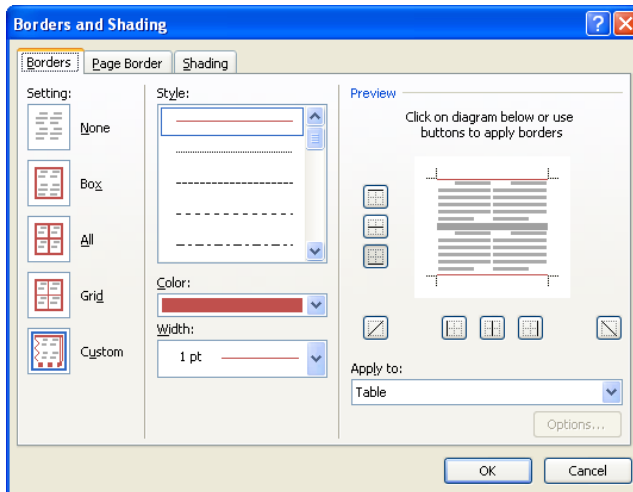 Borders and Shading
Borders
Page Border
Shading
Setting:
None
Box
All
Grid
Custom
Style:
Color:
Width:
1 pt
Preview
Click on diagram below or use
buttons to apply borders
Apply to:
Table
Options...
OK
Cancel